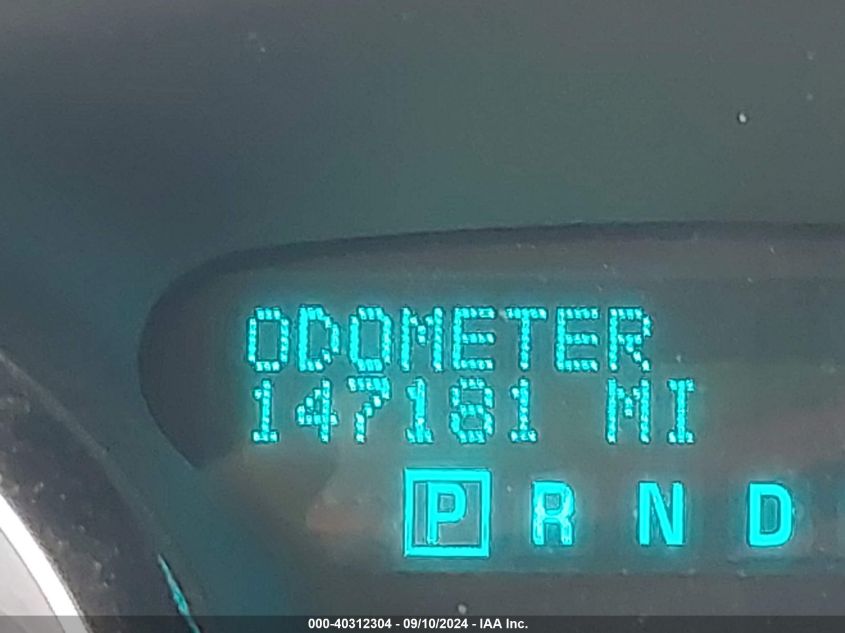 ODOMETER
147181 MI
P R N D
000-40312304 - 09/10/2024 - IAA Inc.